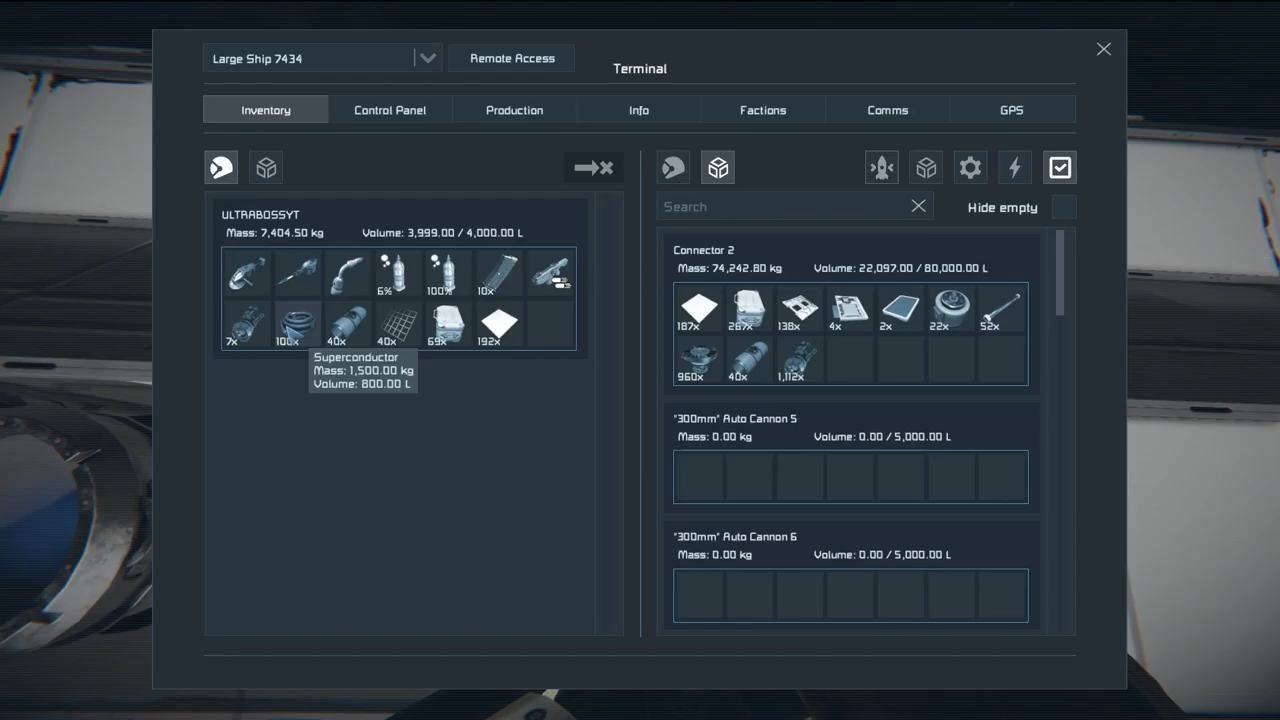 Large Ship 7434
Remote Access
Terminal
Inventory
Control Panel
Production
Info
Factions
Comms
GPS
ULTRABOSSYT
Mass: 7,404.50 kg Volume: 3,999.00 / 4,000.00 L
6% 100% 10x
7x 100x 40x 40x 69x 192x
Superconductor
Mass: 1,500.00 kg
Volume: 800.00 L
Search
Hide empty
Connector 2
Mass: 74,242.80 kg Volume: 22,097.00 / 80,000.00 L
187x 267x 138x 4x 2x 22x 52x
960x 40x 1,112x
"300mm" Auto Cannon 5
Mass: 0.00 kg Volume: 0.00 / 5,000.00 L
"300mm" Auto Cannon 6
Mass: 0.00 kg Volume: 0.00 / 5,000.00 L